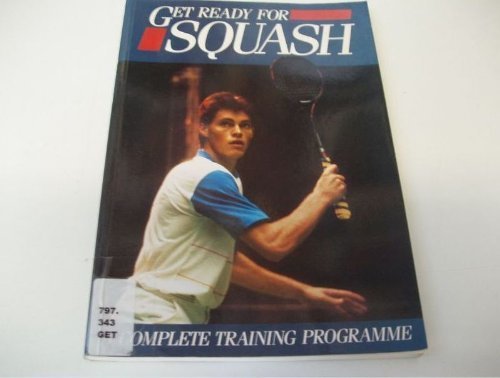 GET READY FOR
SQUASH
797.
343
GET
COMPLETE TRAINING PROGRAMME